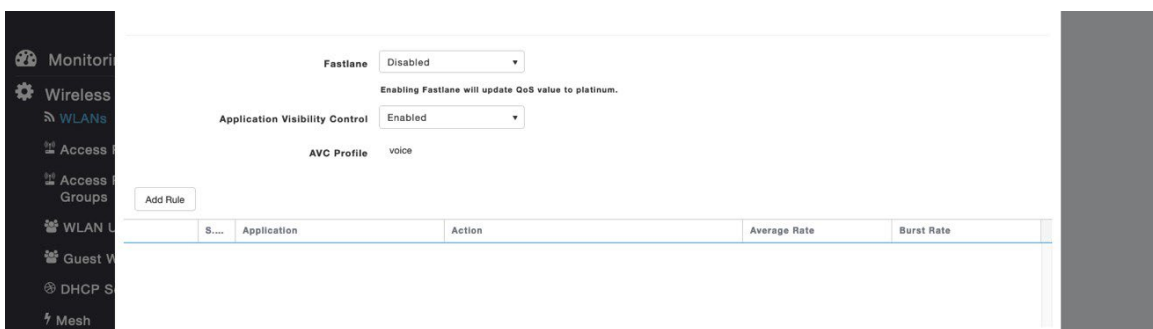 Monitorin
Fastlane Disabled
Enabling Fastlane will update QoS value to platinum.
Wireless
WLANs
Application Visibility Control Enabled
AVC Profile voice
Access
Access
Groups
Add Rule
WLAN
S.... Application Action Average Rate Burst Rate
Guest
DHCP
Mesh